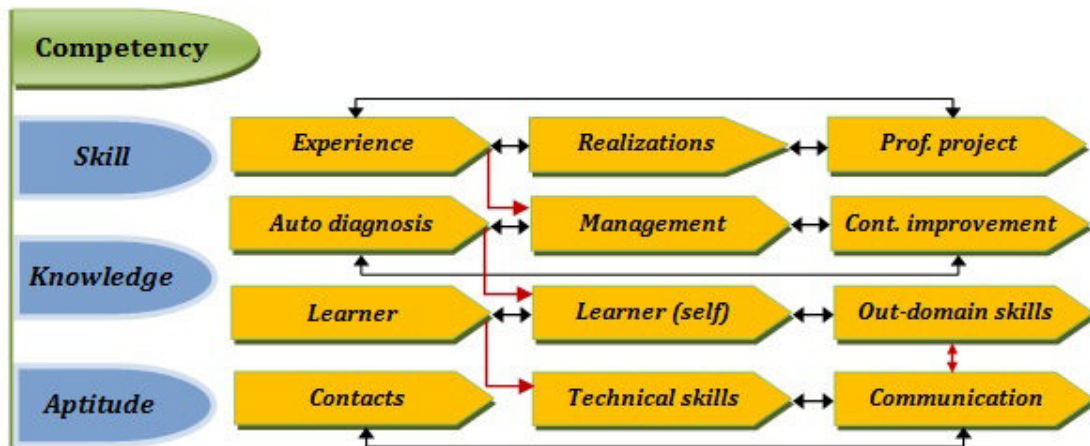 Competency
Skill
Experience
Realizations
Prof. project
Auto diagnosis
Management
Cont. improvement
Knowledge
Learner
Learner (self)
Out-domain skills
Aptitude
Contacts
Technical skills
Communication